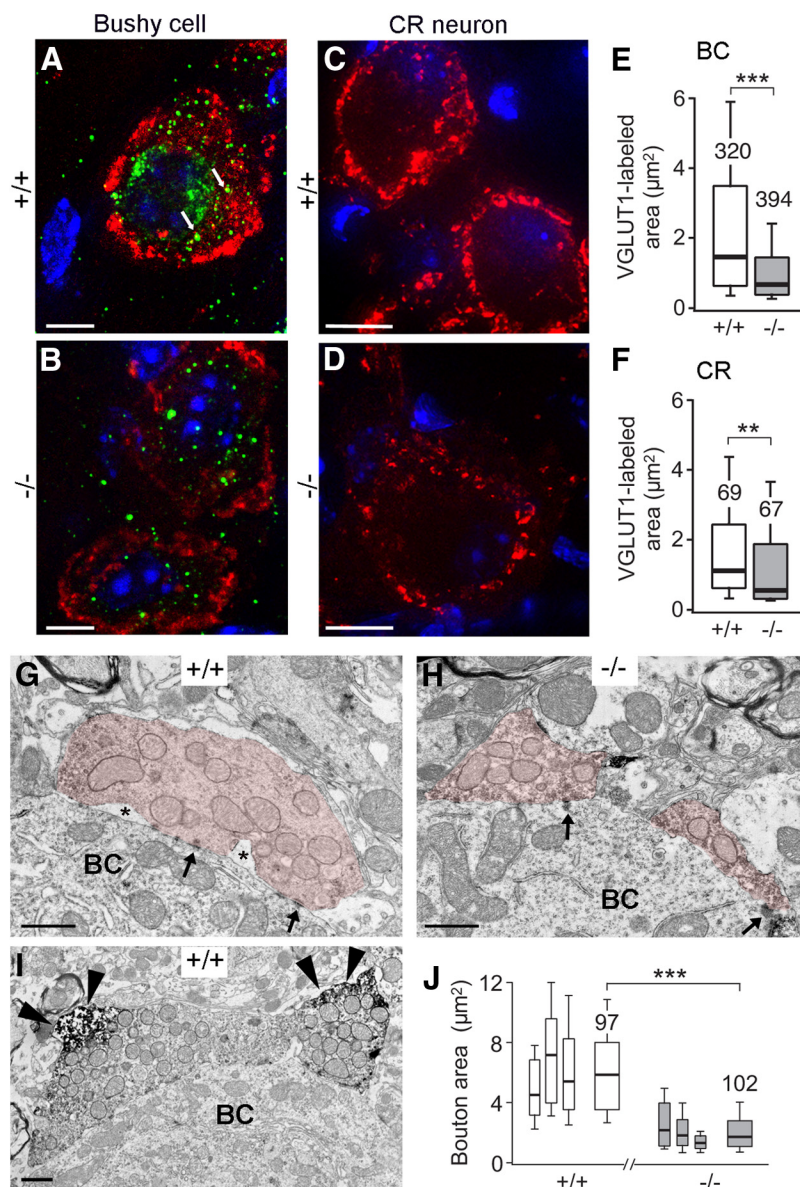 Bushy cell
CR neuron
A
+/+
C
+/+
E
BC
***
VGLUT1-labeled
area (µm²)
6
4
2
0
320
394
+/+
-/-
B
-/-
D
-/-
F
CR
**
VGLUT1-labeled
area (µm²)
6
4
2
0
69
67
+/+
-/-
G
+/+
*
*
BC
H
-/-
BC
I
+/+
BC
J
***
Bouton area (µm²)
12
8
4
0
97
102
+/+
-/-